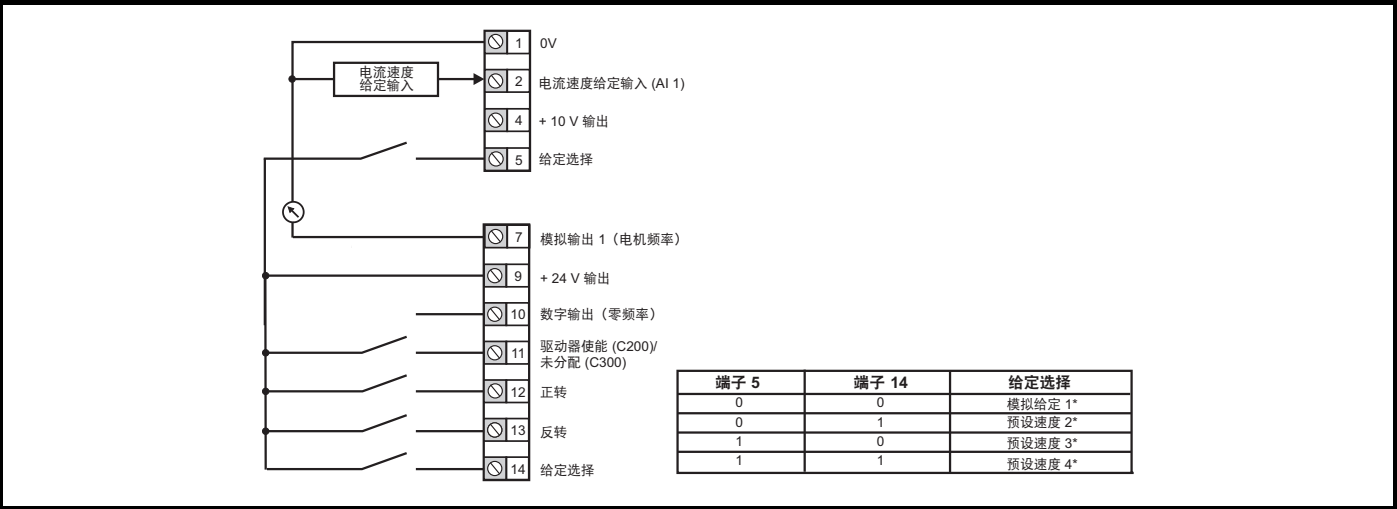 1 0V
电流速度
给定输入
2 电流速度给定输入 (AI 1)
4 + 10 V 输出
5 给定选择
7 模拟输出 1（电机频率）
9 + 24 V 输出
10 数字输出（零频率）
11 驱动器使能 (C200)/
未分配 (C300)
12 正转
13 反转
14 给定选择
端子 5 端子 14 给定选择
0 0 模拟给定 1*
0 1 预设速度 2*
1 0 预设速度 3*
1 1 预设速度 4*